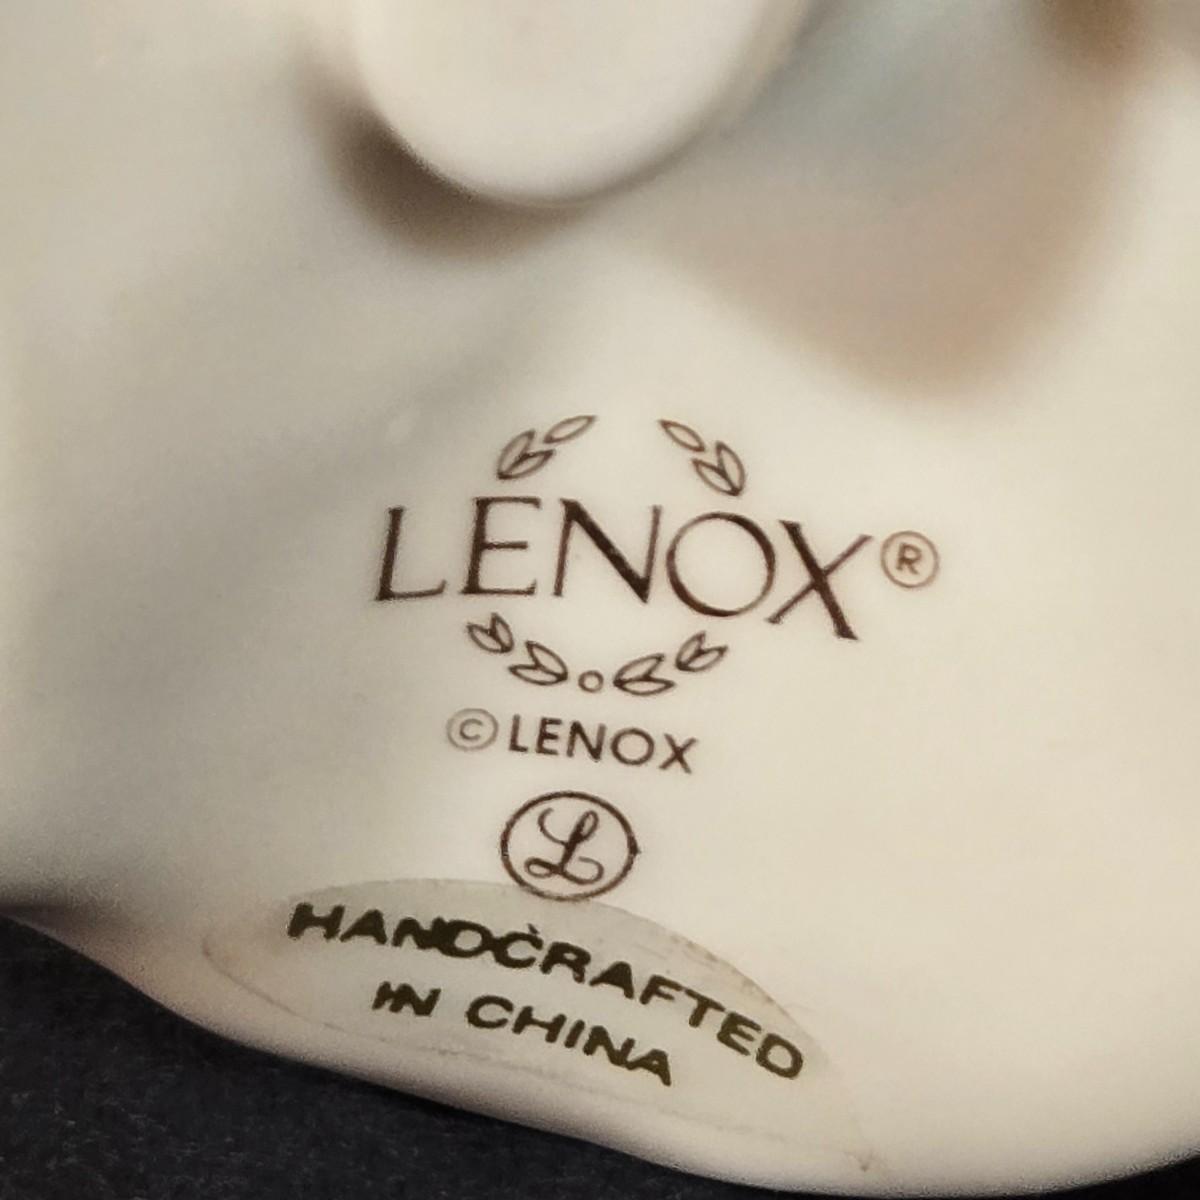 LENOX®
© LENOX
L
HANDCRAFTED
IN CHINA